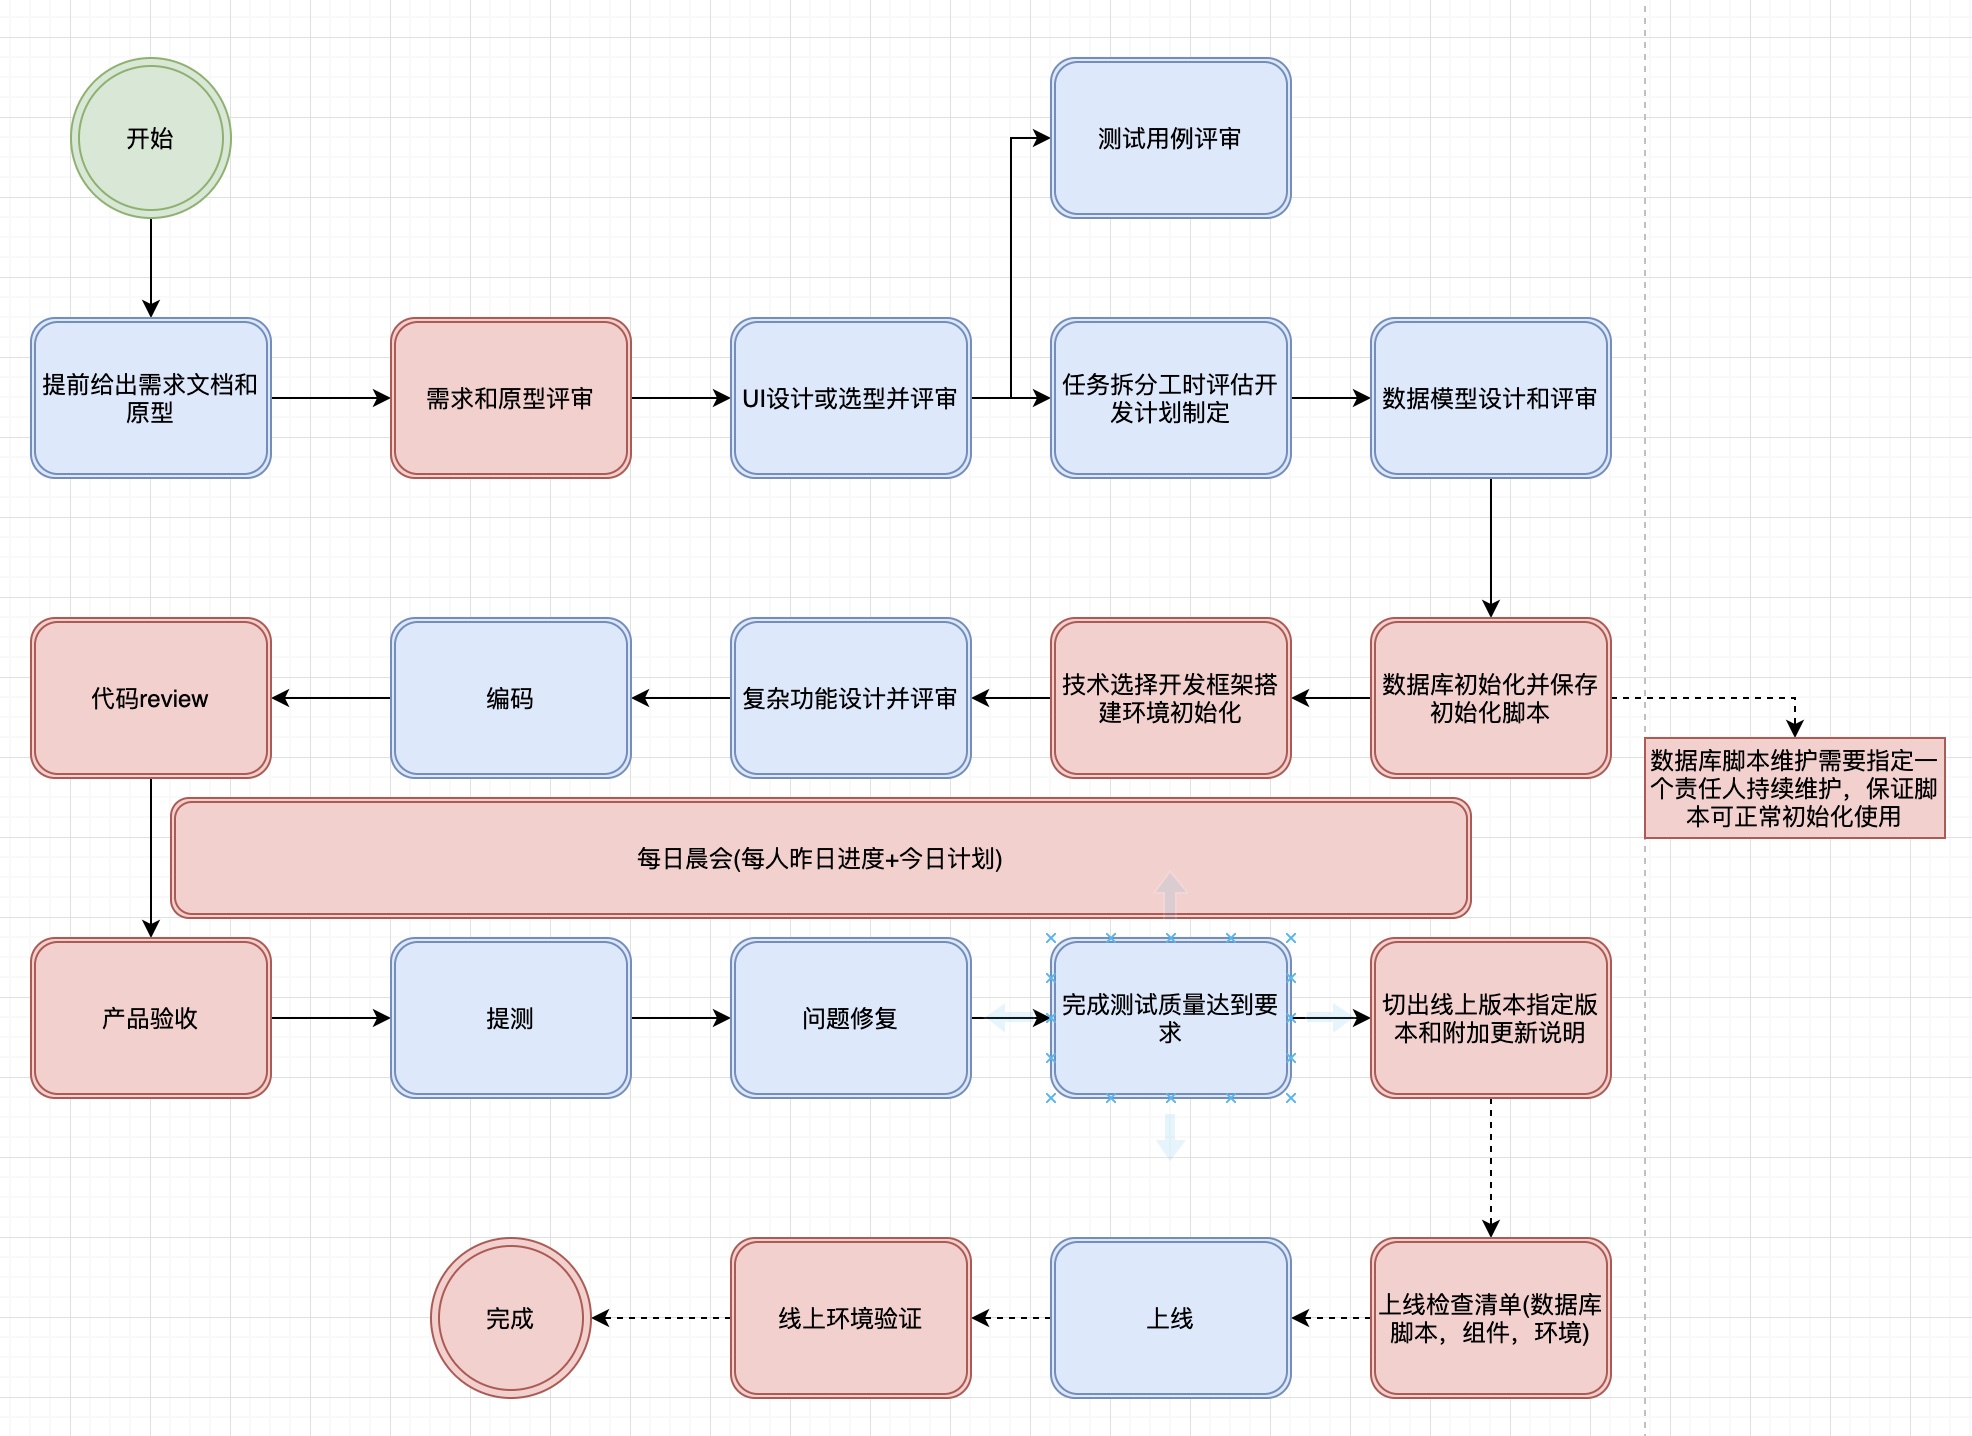 开始
测试用例评审
提前给出需求文档和
原型
需求和原型评审
UI设计或选型并评审
任务拆分工时评估开
发计划制定
数据模型设计和评审
代码review
编码
复杂功能设计并评审
技术选择开发框架搭
建环境初始化
数据库初始化并保存
初始化脚本
数据库脚本维护需要指定一
个责任人持续维护，保证脚
本可正常初始化使用
每日晨会(每人昨日进度+今日计划)
产品验收
提测
问题修复
完成测试质量达到要
求
切出线上版本指定版
本和附加更新说明
完成
线上环境验证
上线
上线检查清单(数据库
脚本，组件，环境)